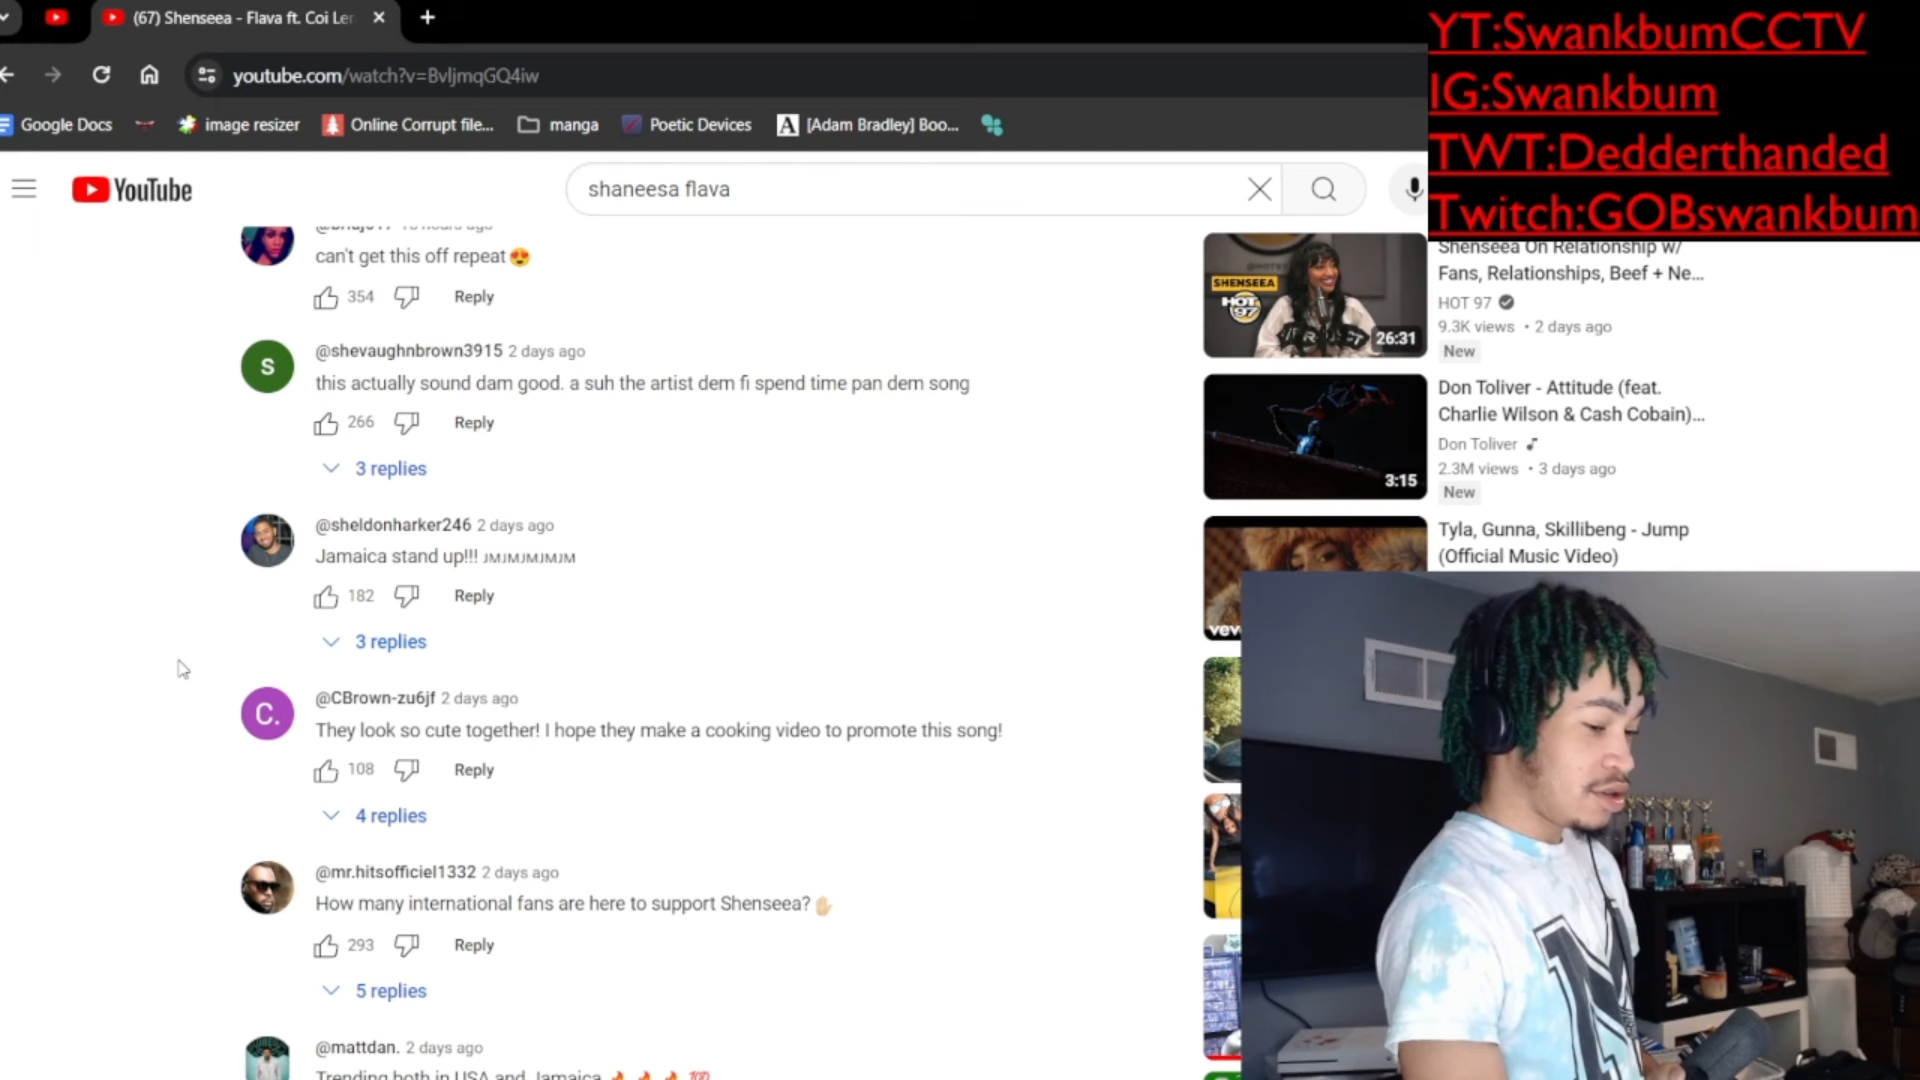 (67) Shenseea - Flava ft. Coi Ler
youtube.com/watch?v=BvljmqGQ4iw
Google Docs
image resizer
Online Corrupt file...
manga
Poetic Devices
A [Adam Bradley] Boo...
YT:SwankbumCCTV
IG:Swankbum
TWT:Dedderthanded
Twitch:GOBswankbum
YouTube
shaneesa flava
can't get this off repeat 😍
354 Reply
S
@shevaughnbrown3915 2 days ago
this actually sound dam good. a suh the artist dem fi spend time pan dem song
266 Reply
3 replies
@sheldonharker246 2 days ago
Jamaica stand up!!! JMJMJMJMJM
182 Reply
3 replies
C.
@CBrown-zu6jf 2 days ago
They look so cute together! I hope they make a cooking video to promote this song!
108 Reply
4 replies
@mr.hitsofficiel1332 2 days ago
How many international fans are here to support Shenseea?✋🏼
293 Reply
5 replies
@mattdan. 2 days ago
Trending both in USA and Jamaica 🔥 🔥 🔥 💯
SHENSEEA
HOT
97
26:31
Shenseea On Relationship w/
Fans, Relationships, Beef + Ne...
HOT 97
9.3K views • 2 days ago
New
3:15
Don Toliver - Attitude (feat.
Charlie Wilson & Cash Cobain)...
Don Toliver
2.3M views • 3 days ago
New
vev
Tyla, Gunna, Skillibeng - Jump
(Official Music Video)